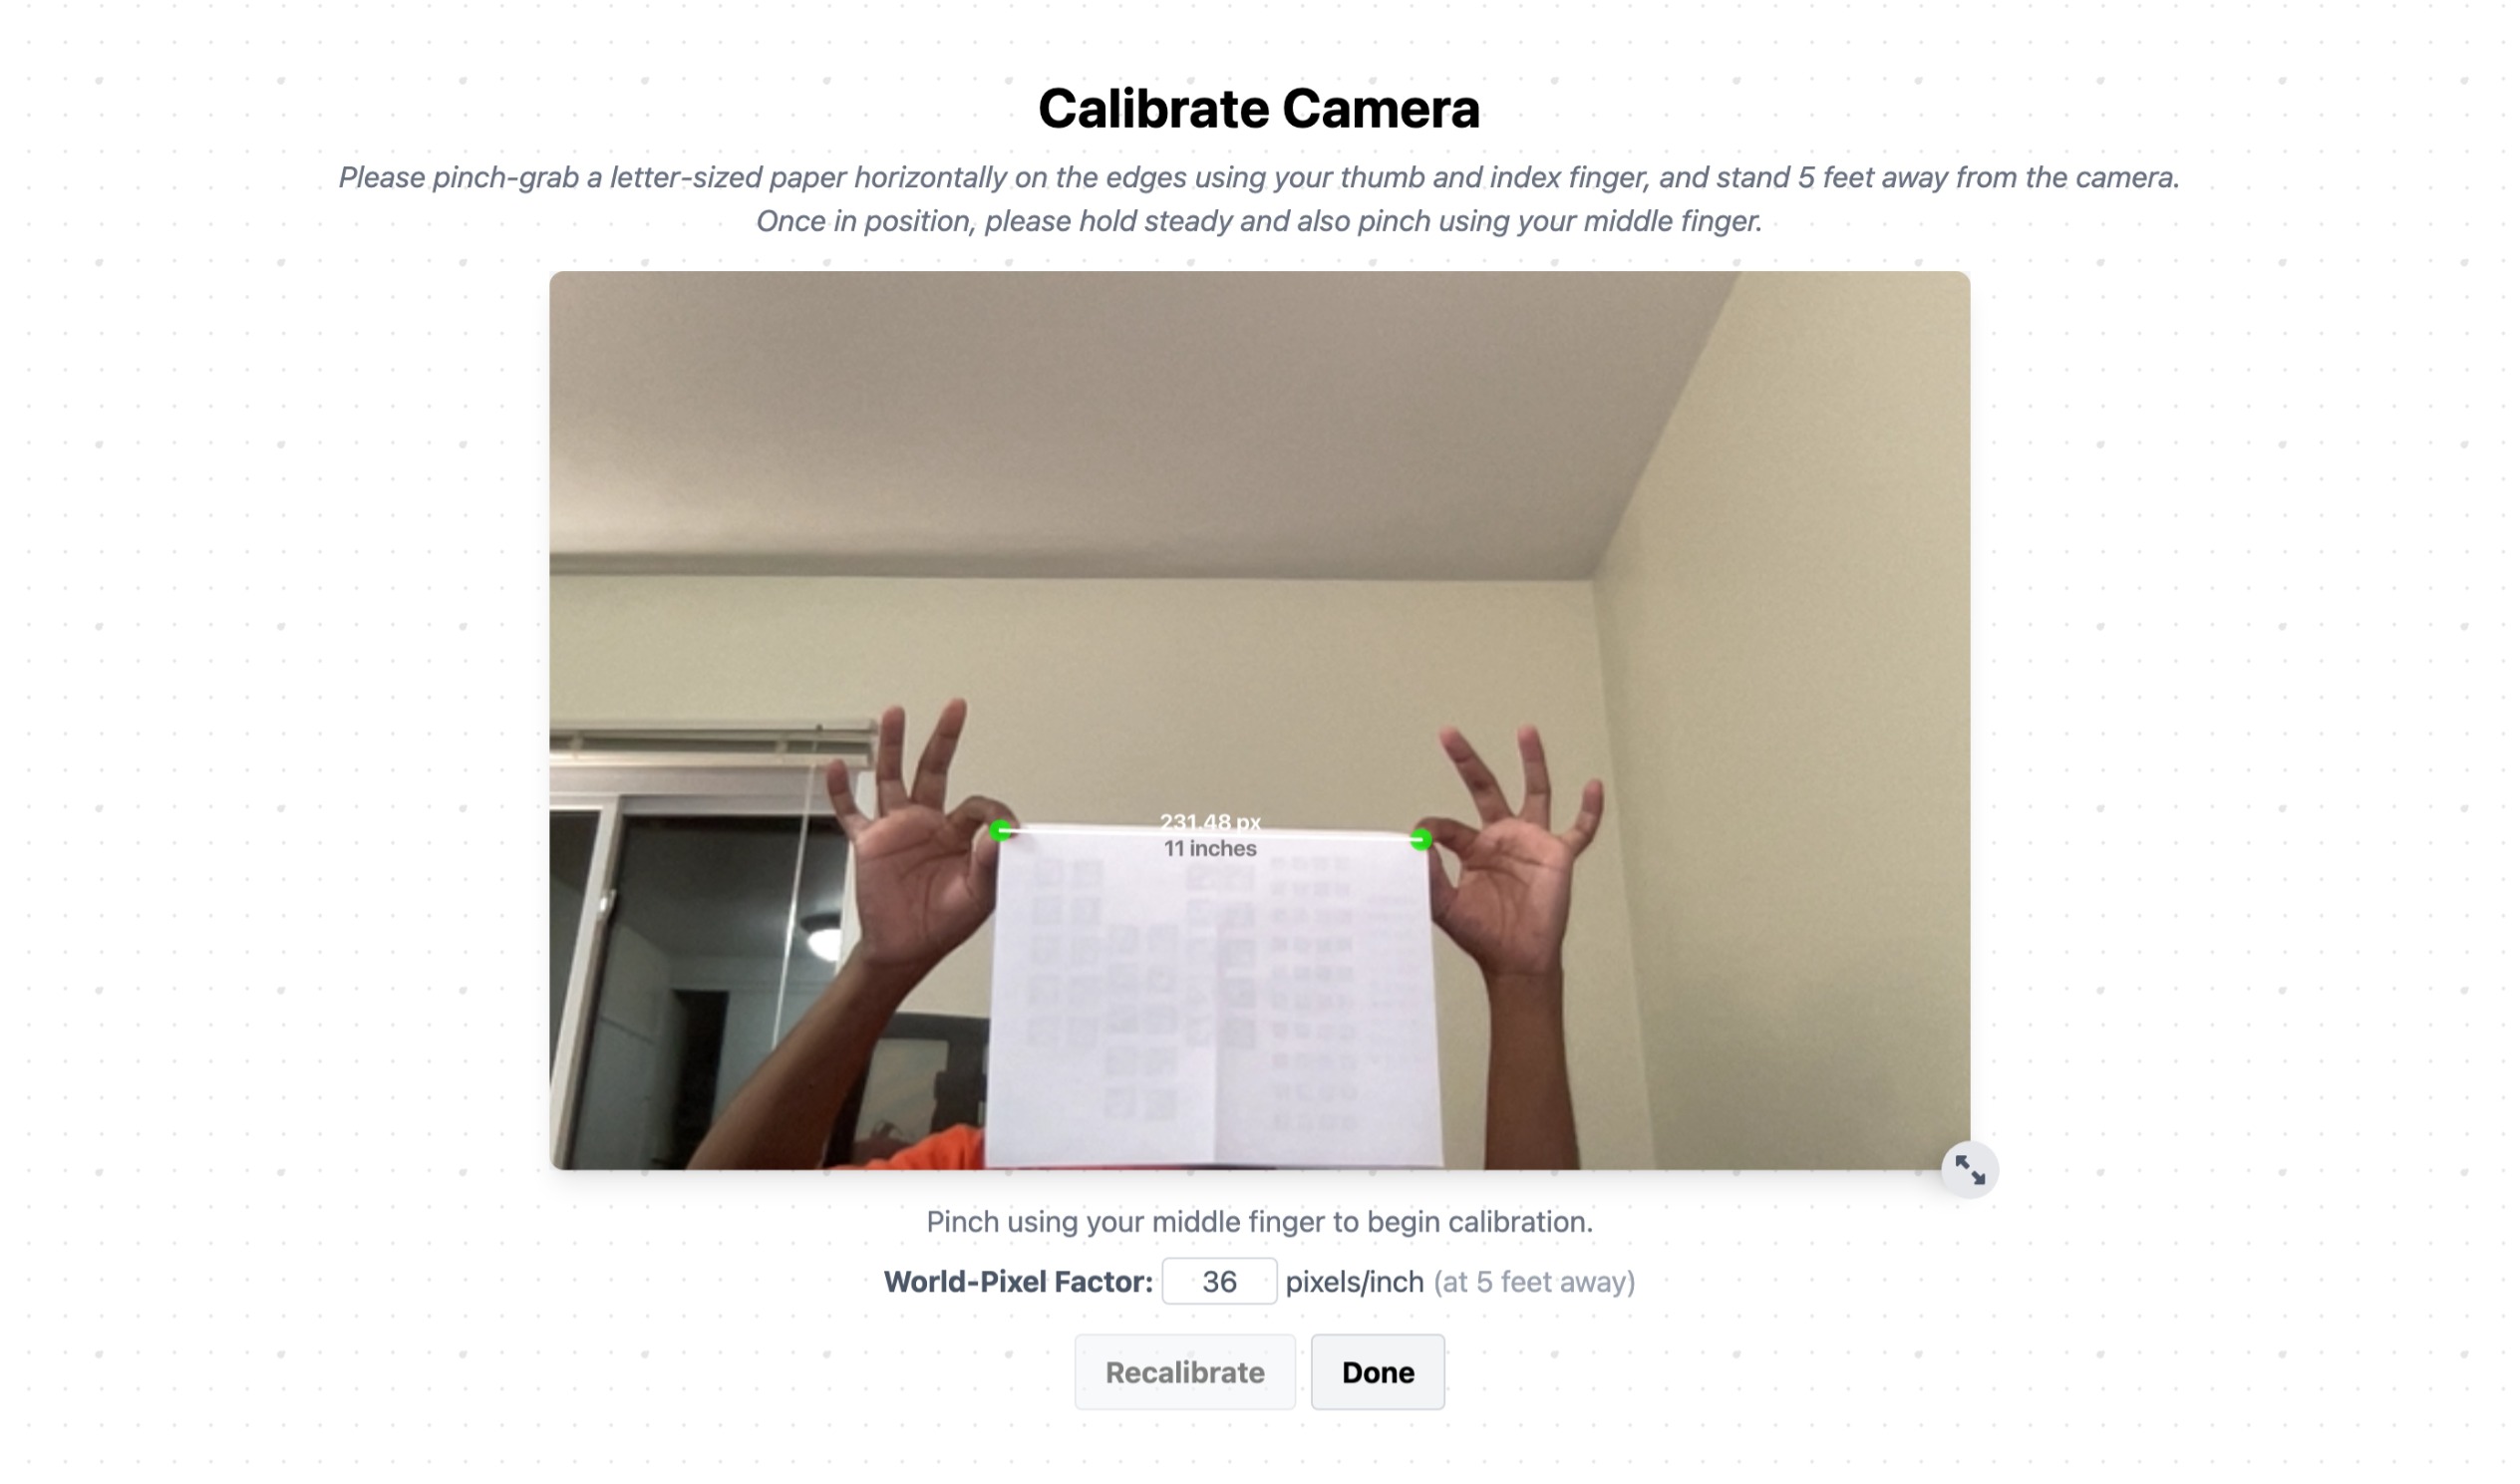 Calibrate Camera
Please pinch-grab a letter-sized paper horizontally on the edges using your thumb and index finger, and stand 5 feet away from the camera.
Once in position, please hold steady and also pinch using your middle finger.
231.48 px
11 inches
Pinch using your middle finger to begin calibration.
World-Pixel Factor: 36 pixels/inch (at 5 feet away)
Recalibrate Done